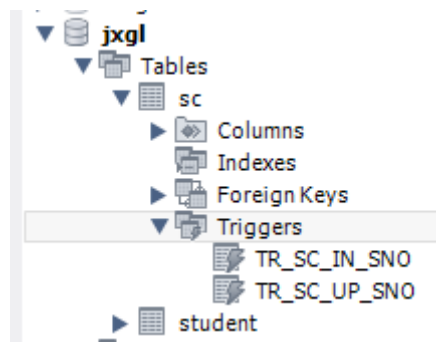 jxgl
Tables
sc
Columns
Indexes
Foreign Keys
Triggers
TR_SC_IN_SNO
TR_SC_UP_SNO
student